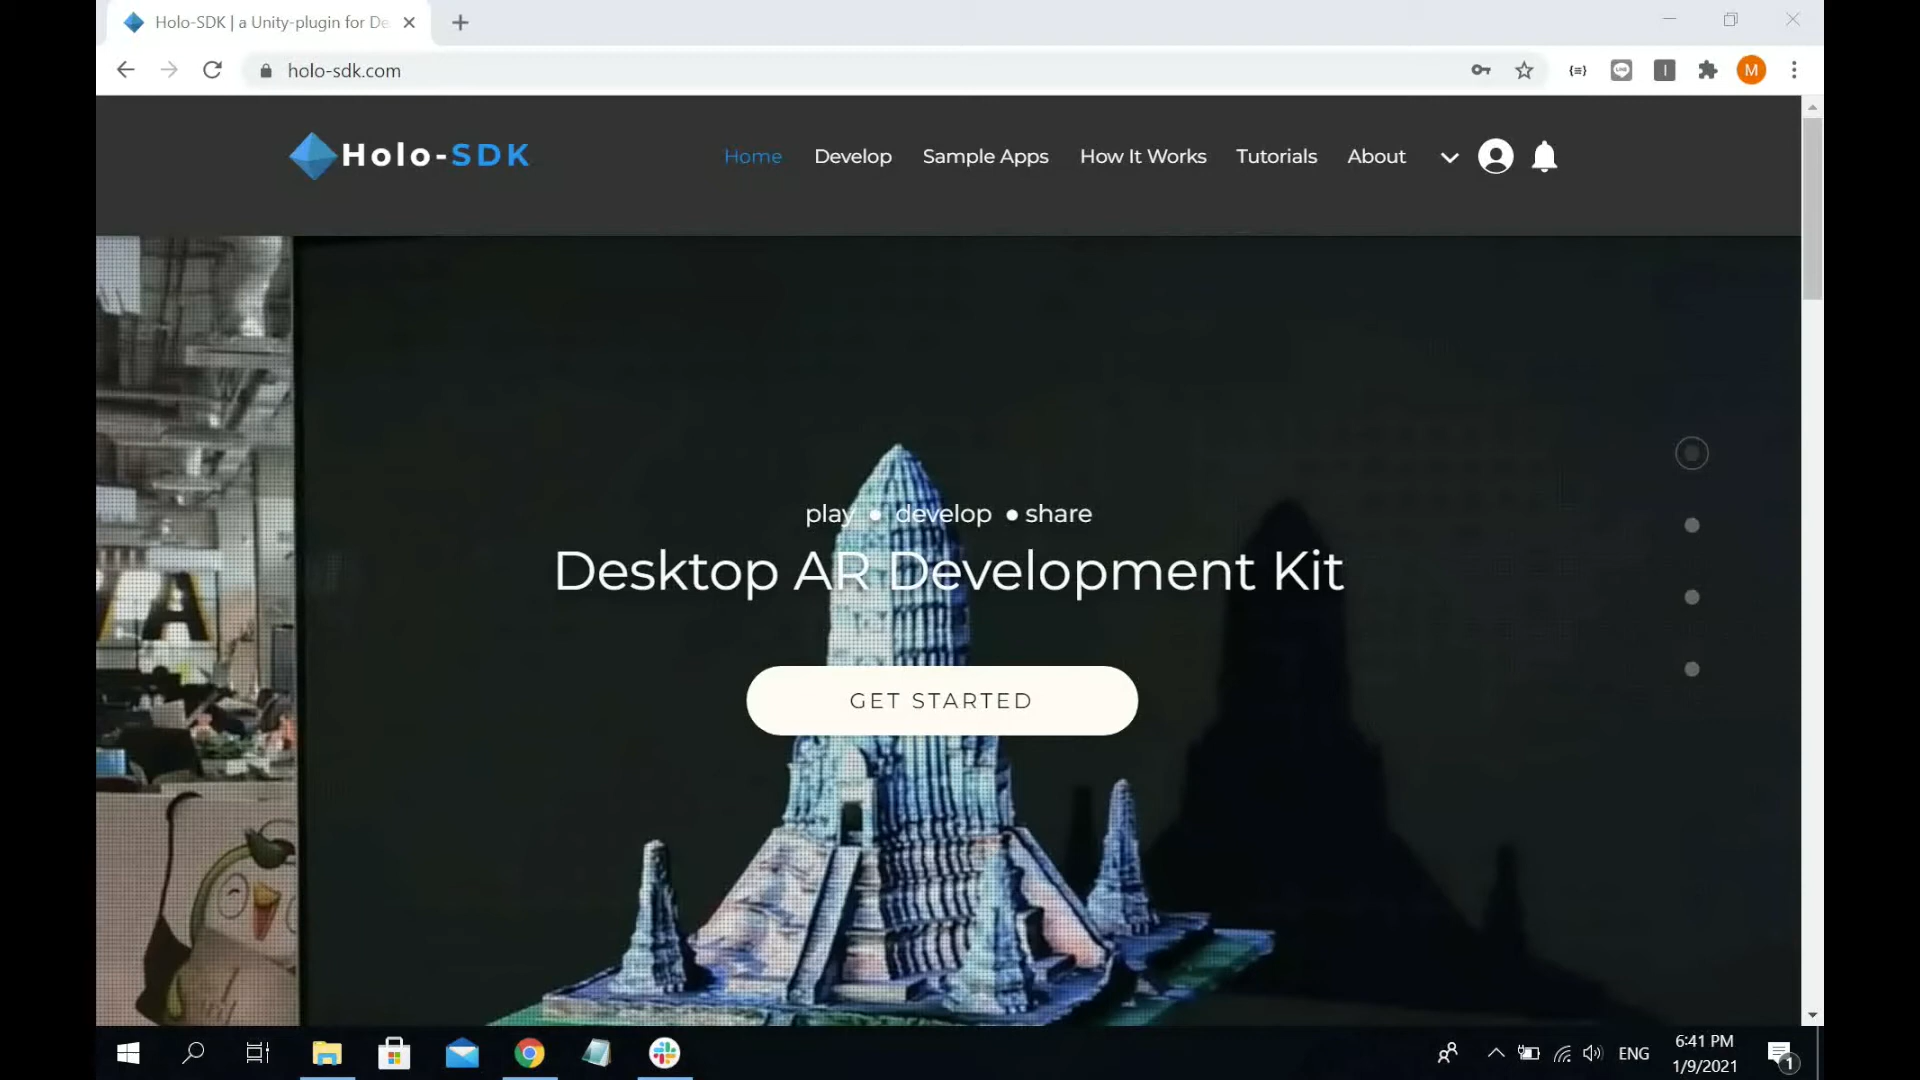 Holo-SDK | a Unity-plugin for De
holo-sdk.com
M
Holo-SDK
Home Develop Sample Apps How It Works Tutorials About
play • develop • share
Desktop AR Development Kit
GET STARTED
A
ENG
6:41 PM
1/9/2021
1